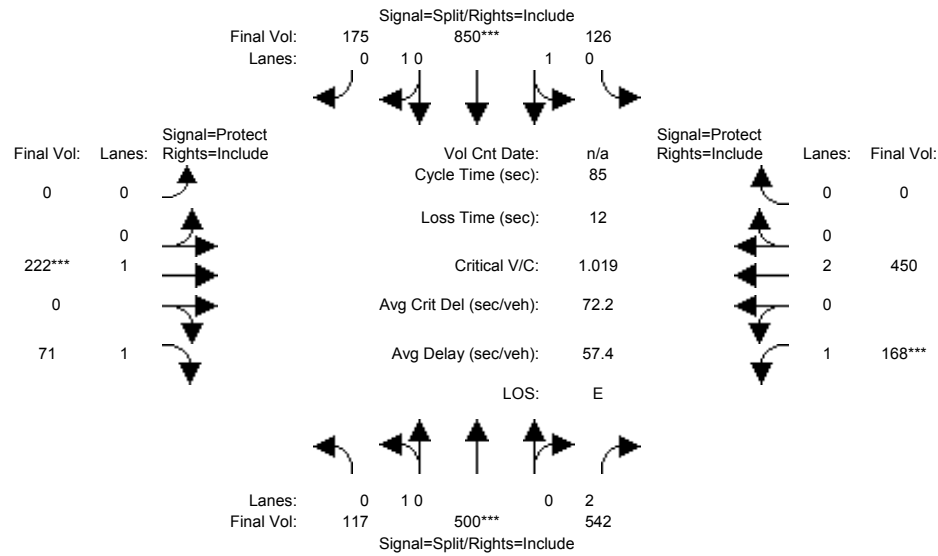 Signal=Split/Rights=Include
Final Vol: 175 850*** 126
Lanes: 0 1 0 1 0
Signal=Protect Signal=Protect
Final Vol: Lanes: Rights=Include Vol Cnt Date: n/a Rights=Include Lanes: Final Vol:
Cycle Time (sec): 85
0 0 0 0
Loss Time (sec): 12
0 0
222*** 1 Critical V/C: 1.019 2 450
0 Avg Crit Del (sec/veh): 72.2 0
71 1 Avg Delay (sec/veh): 57.4 1 168***
LOS: E
Lanes: 0 1 0 0 2
Final Vol: 117 500*** 542
Signal=Split/Rights=Include